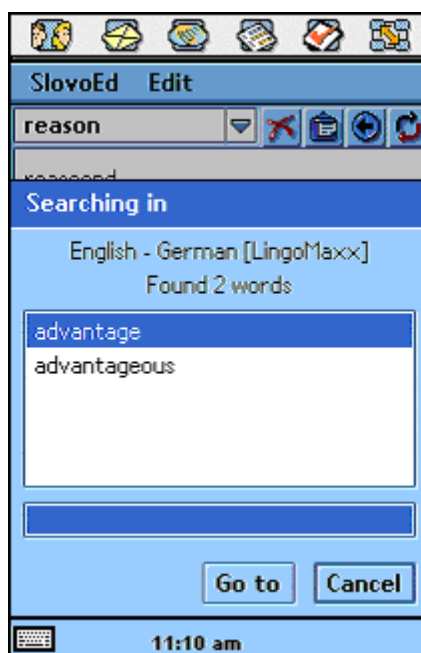 SlovoEd Edit
reason
Searching in
English - German [LingoMaxx]
Found 2 words
advantage
advantageous
Go to Cancel
11:10 am